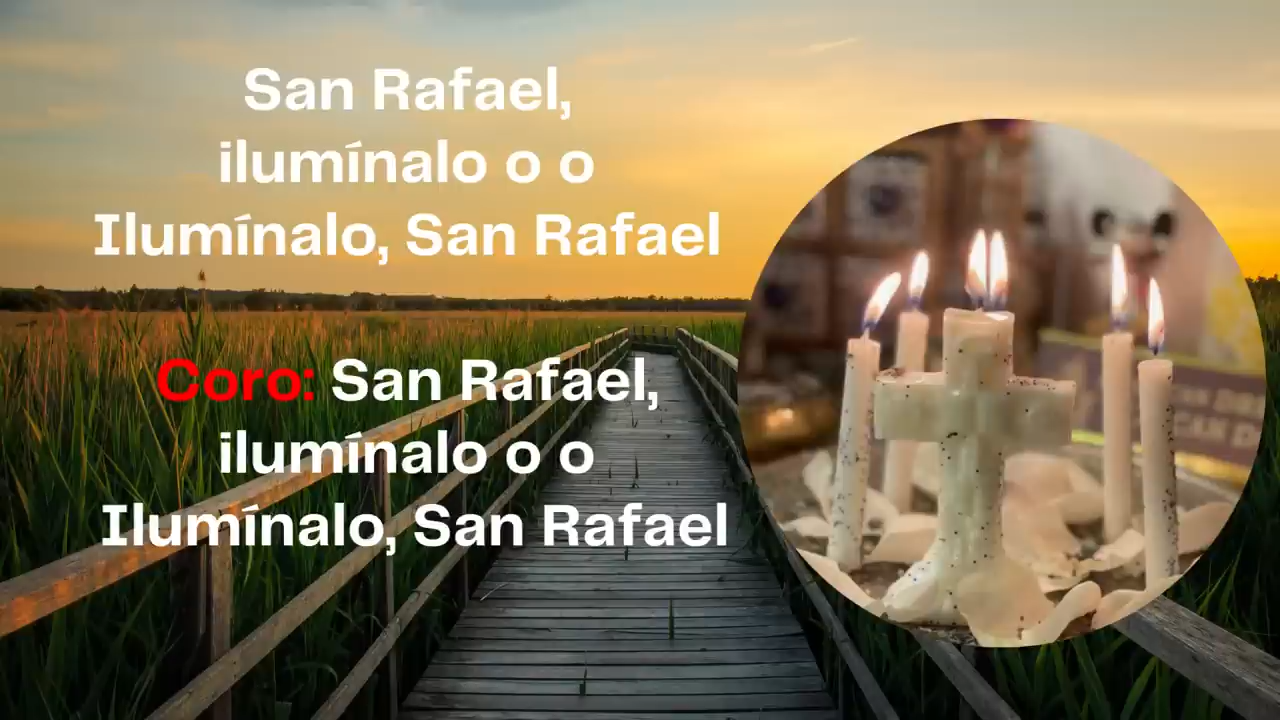 San Rafael,
ilumínalo o o
Ilumínalo, San Rafael
Coro: San Rafael,
ilumínalo o o
Ilumínalo, San Rafael